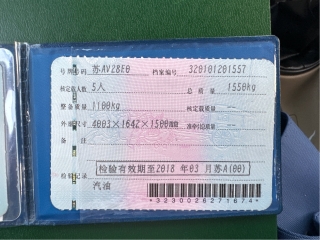 号牌号码 苏AV28E0 档案编号 320101201557
核定载人数 5人 总质量 1550kg
整备质量 1100kg 核定载质量 --
外廓尺寸 4003×1642×1500mm 准牵引总质量 --
备注
检验有效期至2018年03月苏A(00)
检验记录
汽油
*3230026271674*